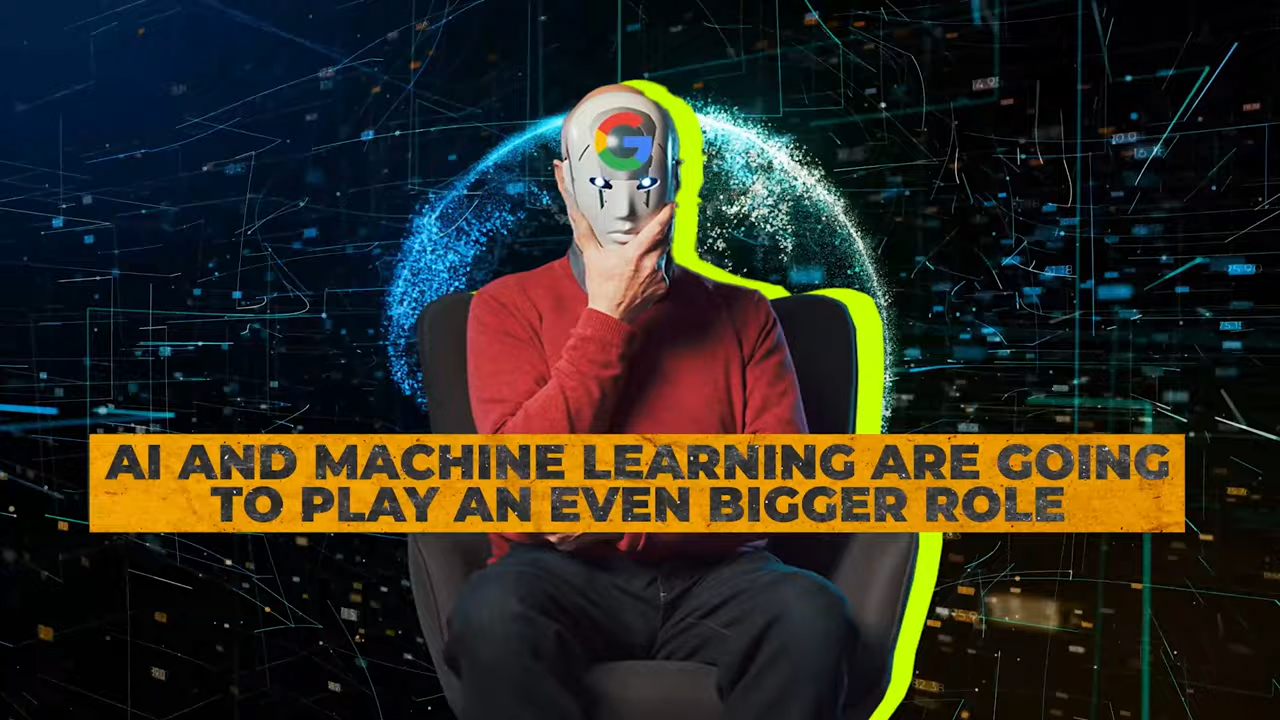 G
AI AND MACHINE LEARNING ARE GOING
TO PLAY AN EVEN BIGGER ROLE